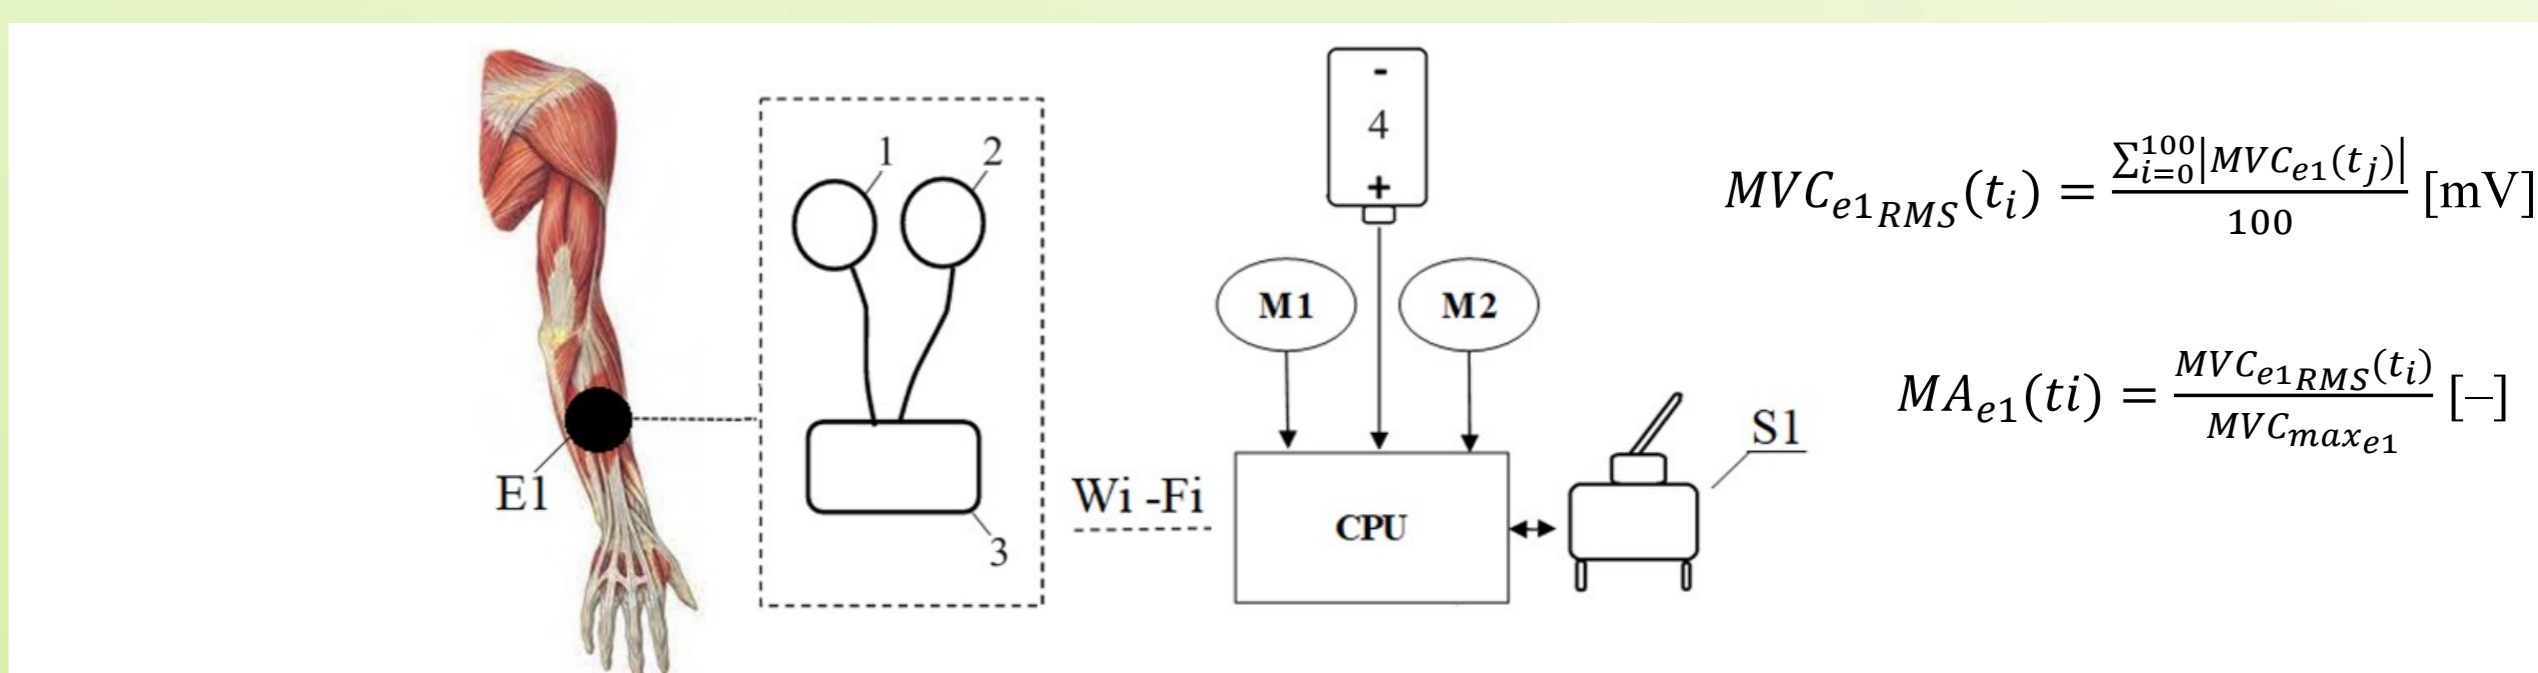 E1
1
2
3
Wi -Fi
-
4
+
M1
M2
CPU
S1
MVC_{e1_{RMS}}(t_i) = \frac{\sum_{i=0}^{100}|MVC_{e1}(t_j)|}{100} [mV]
MA_{e1}(ti) = \frac{MVC_{e1_{RMS}}(t_i)}{MVC_{max_{e1}}} [–]